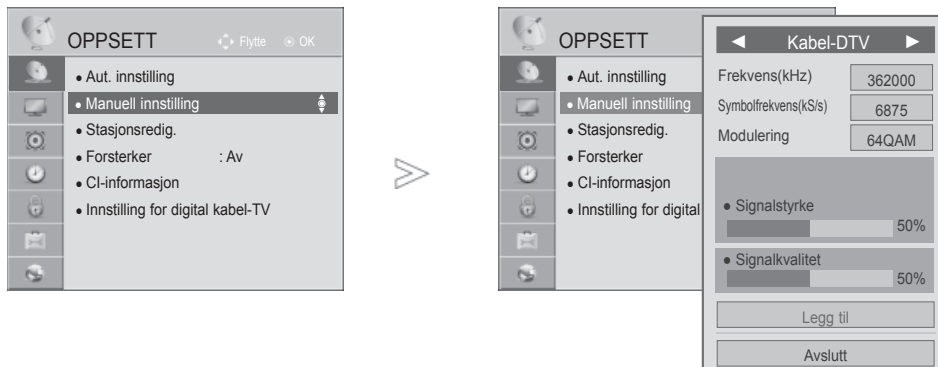 OPPSETT
Flytte OK
• Aut. innstilling
• Manuell innstilling
• Stasjonsredig.
• Forsterker : Av
• CI-informasjon
• Innstilling for digital kabel-TV
OPPSETT
• Aut. innstilling
• Manuell innstilling
• Stasjonsredig.
• Forsterker
• CI-informasjon
• Innstilling for digital
◄ Kabel-DTV ►
Frekvens(kHz) 362000
Symbolfrekvens(kS/s) 6875
Modulering 64QAM
• Signalstyrke
50%
• Signalkvalitet
50%
Legg til
Avslutt